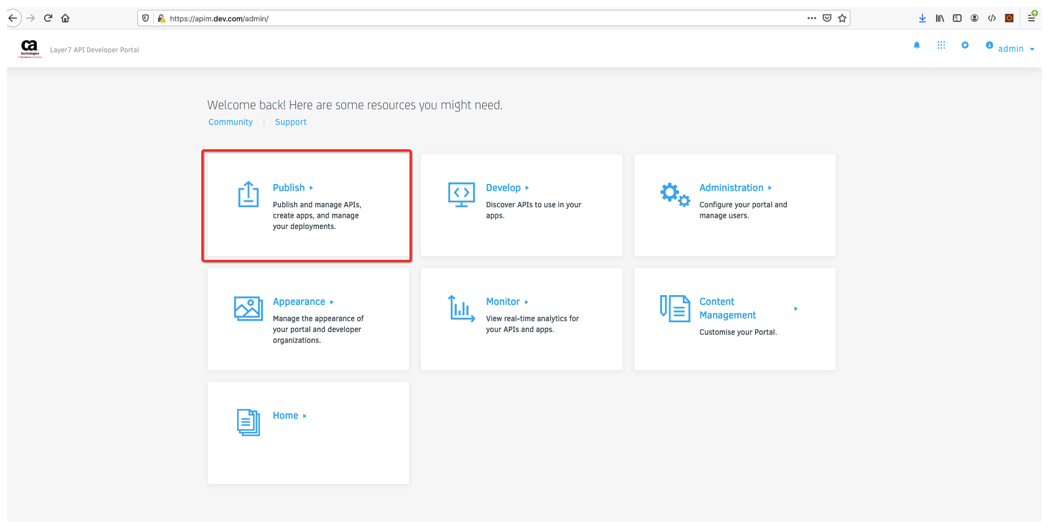 https://apim.dev.com/admin/
ca
technologies
Layer7 API Developer Portal
admin
Welcome back! Here are some resources you might need.
Community
Support
Publish
Publish and manage APIs,
create apps, and manage
your deployments.
Develop
Discover APIs to use in your
apps.
Administration
Configure your portal and
manage users.
Appearance
Manage the appearance of
your portal and developer
organizations.
Monitor
View real-time analytics for
your APIs and apps.
Content
Management
Customise your Portal.
Home